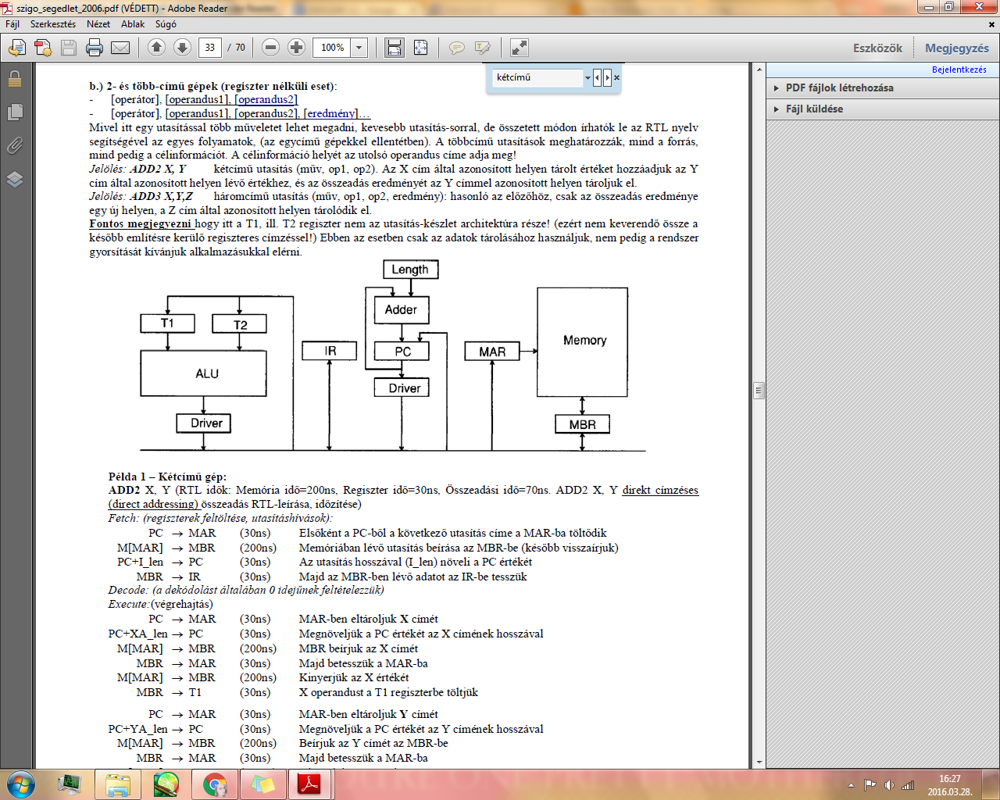 szigo_segedlet_2006.pdf (VÉDETT) - Adobe Reader
Fájl Szerkesztés Nézet Ablak Súgó
33 / 70 100% Eszközök Megjegyzés
Bejelentkezés
kétcímű
PDF fájlok létrehozása
Fájl küldése
b.) 2- és több-című gépek (regiszter nélküli eset):
- [operátor], [operandus1], [operandus2]
- [operátor], [operandus1], [operandus2], [eredmény]…
Mivel itt egy utasítással több műveletet lehet megadni, kevesebb utasítás-sorral, de összetett módon írhatók le az RTL nyelv
segítségével az egyes folyamatok, (az egycímű gépekkel ellentétben). A többcímű utasítások meghatározzák, mind a forrás,
mind pedig a célinformációt. A célinformáció helyét az utolsó operandus címe adja meg!
Jelölés: ADD2 X, Y kétcímű utasítás (műv, op1, op2). Az X cím által azonosított helyen tárolt értéket hozzáadjuk az Y
cím által azonosított helyen lévő értékhez, és az összeadás eredményét az Y címmel azonosított helyen tároljuk el.
Jelölés: ADD3 X,Y,Z háromcímű utasítás (műv, op1, op2, eredmény): hasonló az előzőhöz, csak az összeadás eredménye
egy új helyen, a Z cím által azonosított helyen tárolódik el.
Fontos megjegyezni hogy itt a T1, ill. T2 regiszter nem az utasítás-készlet architektúra része! (ezért nem keverendő össze a
később említésre kerülő regiszteres címzéssel!) Ebben az esetben csak az adatok tárolásához használjuk, nem pedig a rendszer
gyorsítását kívánjuk alkalmazásukkal elérni.
Length
Adder
T1 T2
Memory
IR PC MAR
ALU
Driver
Driver MBR
Példa 1 – Kétcímű gép:
ADD2 X, Y (RTL idők: Memória idő=200ns, Regiszter idő=30ns, Összeadási idő=70ns. ADD2 X, Y direkt címzéses
(direct addressing) összeadás RTL-leírása, időzítése)
Fetch: (regiszterek feltöltése, utasításhívások):
PC → MAR (30ns) Elsőként a PC-ből a következő utasítás címe a MAR-ba töltődik
M[MAR] → MBR (200ns) Memóriában lévő utasítás beírása az MBR-be (később visszaírjuk)
PC+I_len → PC (30ns) Az utasítás hosszával (I_len) növeli a PC értékét
MBR → IR (30ns) Majd az MBR-ben lévő adatot az IR-be tesszük
Decode: (a dekódolást általában 0 idejűnek feltételezzük)
Execute:(végrehajtás)
PC → MAR (30ns) MAR-ben eltároljuk X címét
PC+XA_len → PC (30ns) Megnöveljük a PC értékét az X címének hosszával
M[MAR] → MBR (200ns) MBR beírjuk az X címét
MBR → MAR (30ns) Majd betesszük a MAR-ba
M[MAR] → MBR (200ns) Kinyerjük az X értékét
MBR → T1 (30ns) X operandust a T1 regiszterbe töltjük
PC → MAR (30ns) MAR-ben eltároljuk Y címét
PC+YA_len → PC (30ns) Megnöveljük a PC értékét az Y címének hosszával
M[MAR] → MBR (200ns) Beírjuk az Y címét az MBR-be
MBR → MAR (30ns) Majd betesszük a MAR-ba
16:27
2016.03.28.